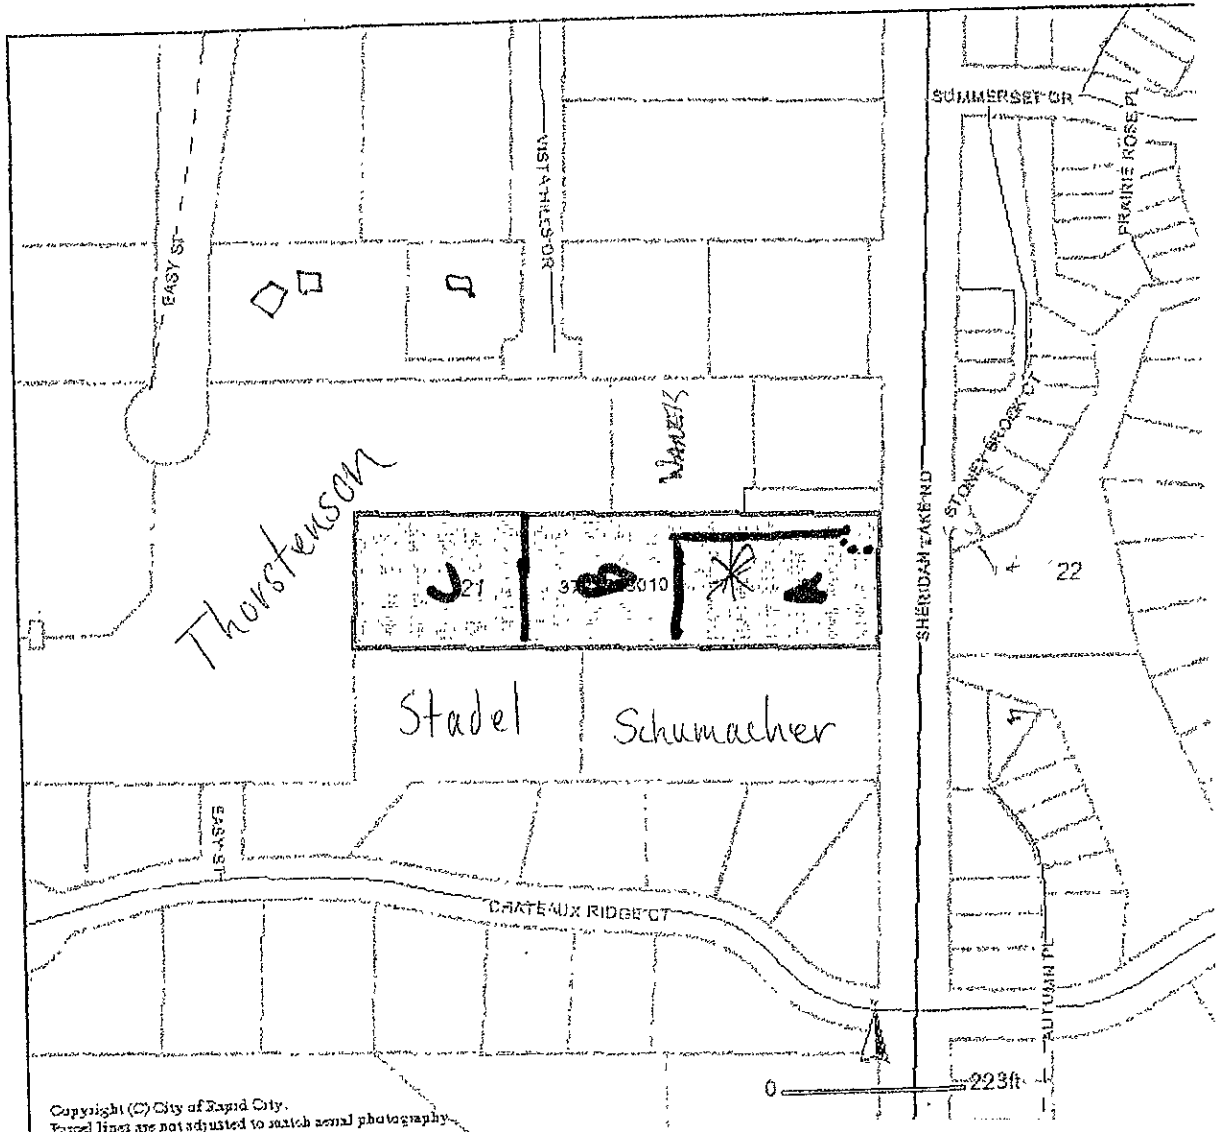 SUMMERSET DR
PRAIRIE ROSE PL
VISTA HILLS DR
EASY ST
STONEY BROOK CT
SHERIDAN LAKE RD
Thorstenson
21
22
Stadel
Schumacher
EASY ST
CHATEAUX RIDGE CT
AUTUMN PL
0 223ft
Copyright (C) City of Rapid City.
Parcel lines are not adjusted to match aerial photography